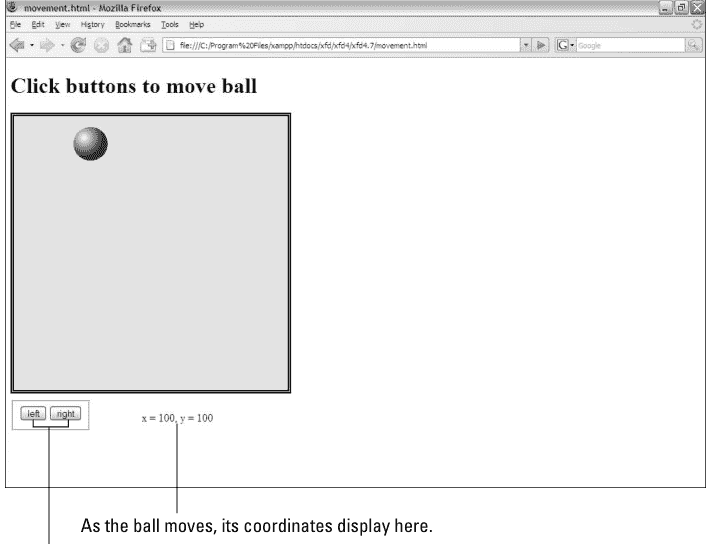 movement.html - Mozilla Firefox
File Edit View History Bookmarks Tools Help
file:///C:/Program%20Files/xampp/htdocs/xfd/xfd4/xfd4.7/movement.html
G Google
Click buttons to move ball
left right
x = 100, y = 100
As the ball moves, its coordinates display here.